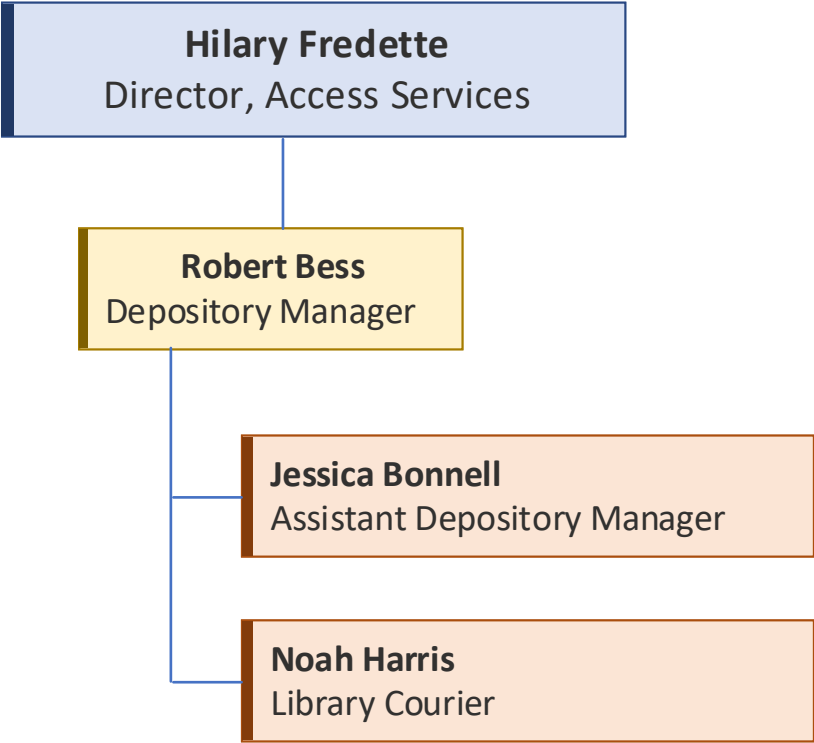 Hilary Fredette
Director, Access Services
Robert Bess
Depository Manager
Jessica Bonnell
Assistant Depository Manager
Noah Harris
Library Courier